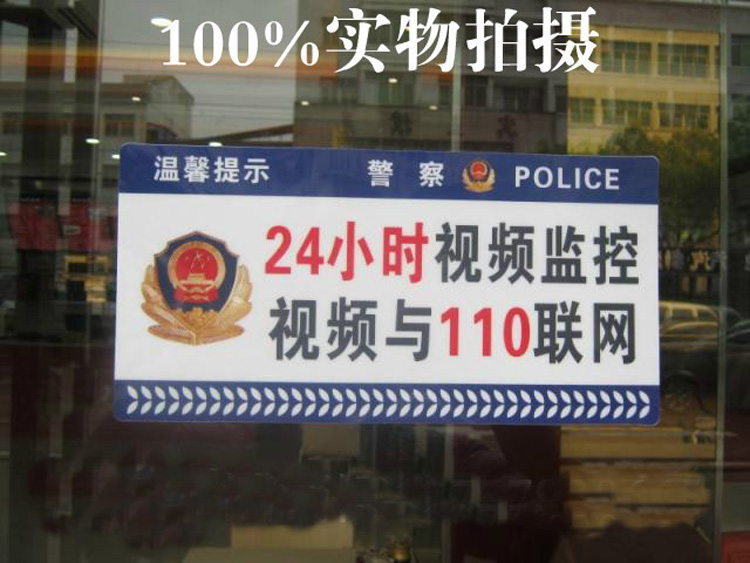 100%实物拍摄
温馨提示 警察 POLICE
24小时视频监控
视频与110联网